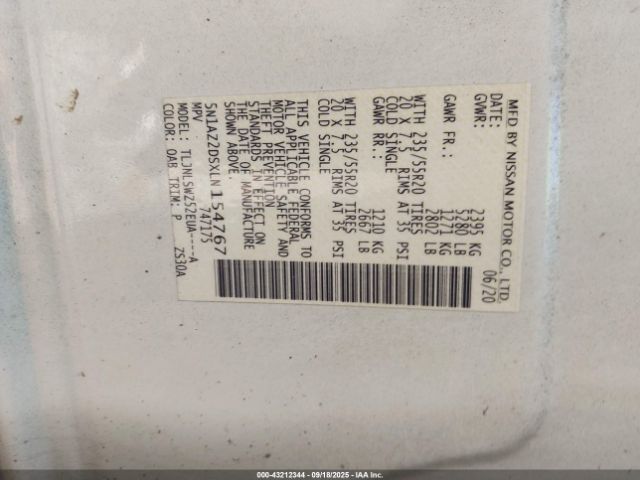 MFD BY NISSAN MOTOR CO., LTD.
DATE: 06/20
GVWR: 2395 KG
5280 LB
GAWR FR.: 1271 KG
2802 LB
WITH 235/55R20 TIRES
20 X 7.5 RIMS AT 35 PSI
COLD SINGLE
GAWR RR.: 1210 KG
2667 LB
WITH 235/55R20 TIRES
20 X 7.5 RIMS AT 35 PSI
COLD SINGLE
THIS VEHICLE CONFORMS TO
ALL APPLICABLE FEDERAL
MOTOR VEHICLE SAFETY AND
THEFT PREVENTION
STANDARDS IN EFFECT ON
THE DATE OF MANUFACTURE
SHOWN ABOVE.
5N1AZ2DSXLN154767
MPV 747175
MODEL: TLJNLSWZ52EUA----A
COLOR: QAB TRIM: P ZS30A
000-43212344 - 09/18/2025 - IAA, Inc.